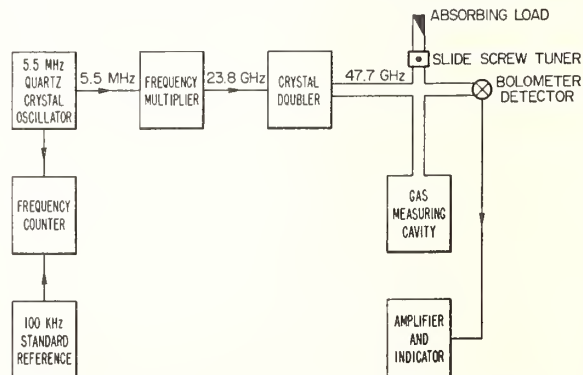 ABSORBING LOAD
SLIDE SCREW TUNER
5.5 MHz
QUARTZ
CRYSTAL
OSCILLATOR
5.5 MHz
FREQUENCY
MULTIPLIER
23.8 GHz
CRYSTAL
DOUBLER
47.7 GHz
BOLOMETER
DETECTOR
FREQUENCY
COUNTER
GAS
MEASURING
CAVITY
100 KHz
STANDARD
REFERENCE
AMPLIFIER
AND
INDICATOR